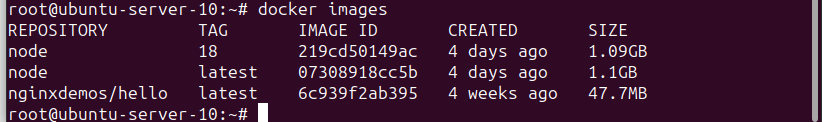 root@ubuntu-server-10:~# docker images
REPOSITORY TAG IMAGE ID CREATED SIZE
node 18 219cd50149ac 4 days ago 1.09GB
node latest 07308918cc5b 4 days ago 1.1GB
nginxdemos/hello latest 6c939f2ab395 4 weeks ago 47.7MB
root@ubuntu-server-10:~#